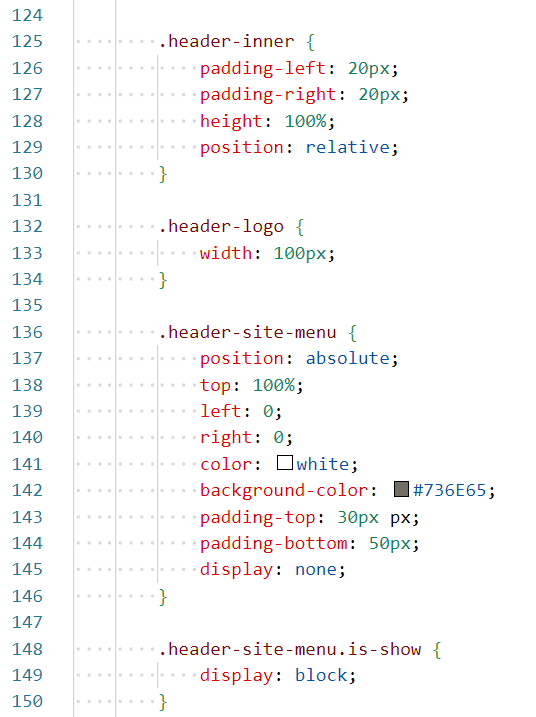 124
125 .header-inner {
126 padding-left: 20px;
127 padding-right: 20px;
128 height: 100%;
129 position: relative;
130 }
131
132 .header-logo {
133 width: 100px;
134 }
135
136 .header-site-menu {
137 position: absolute;
138 top: 100%;
139 left: 0;
140 right: 0;
141 color: white;
142 background-color: #736E65;
143 padding-top: 30px px;
144 padding-bottom: 50px;
145 display: none;
146 }
147
148 .header-site-menu.is-show {
149 display: block;
150 }